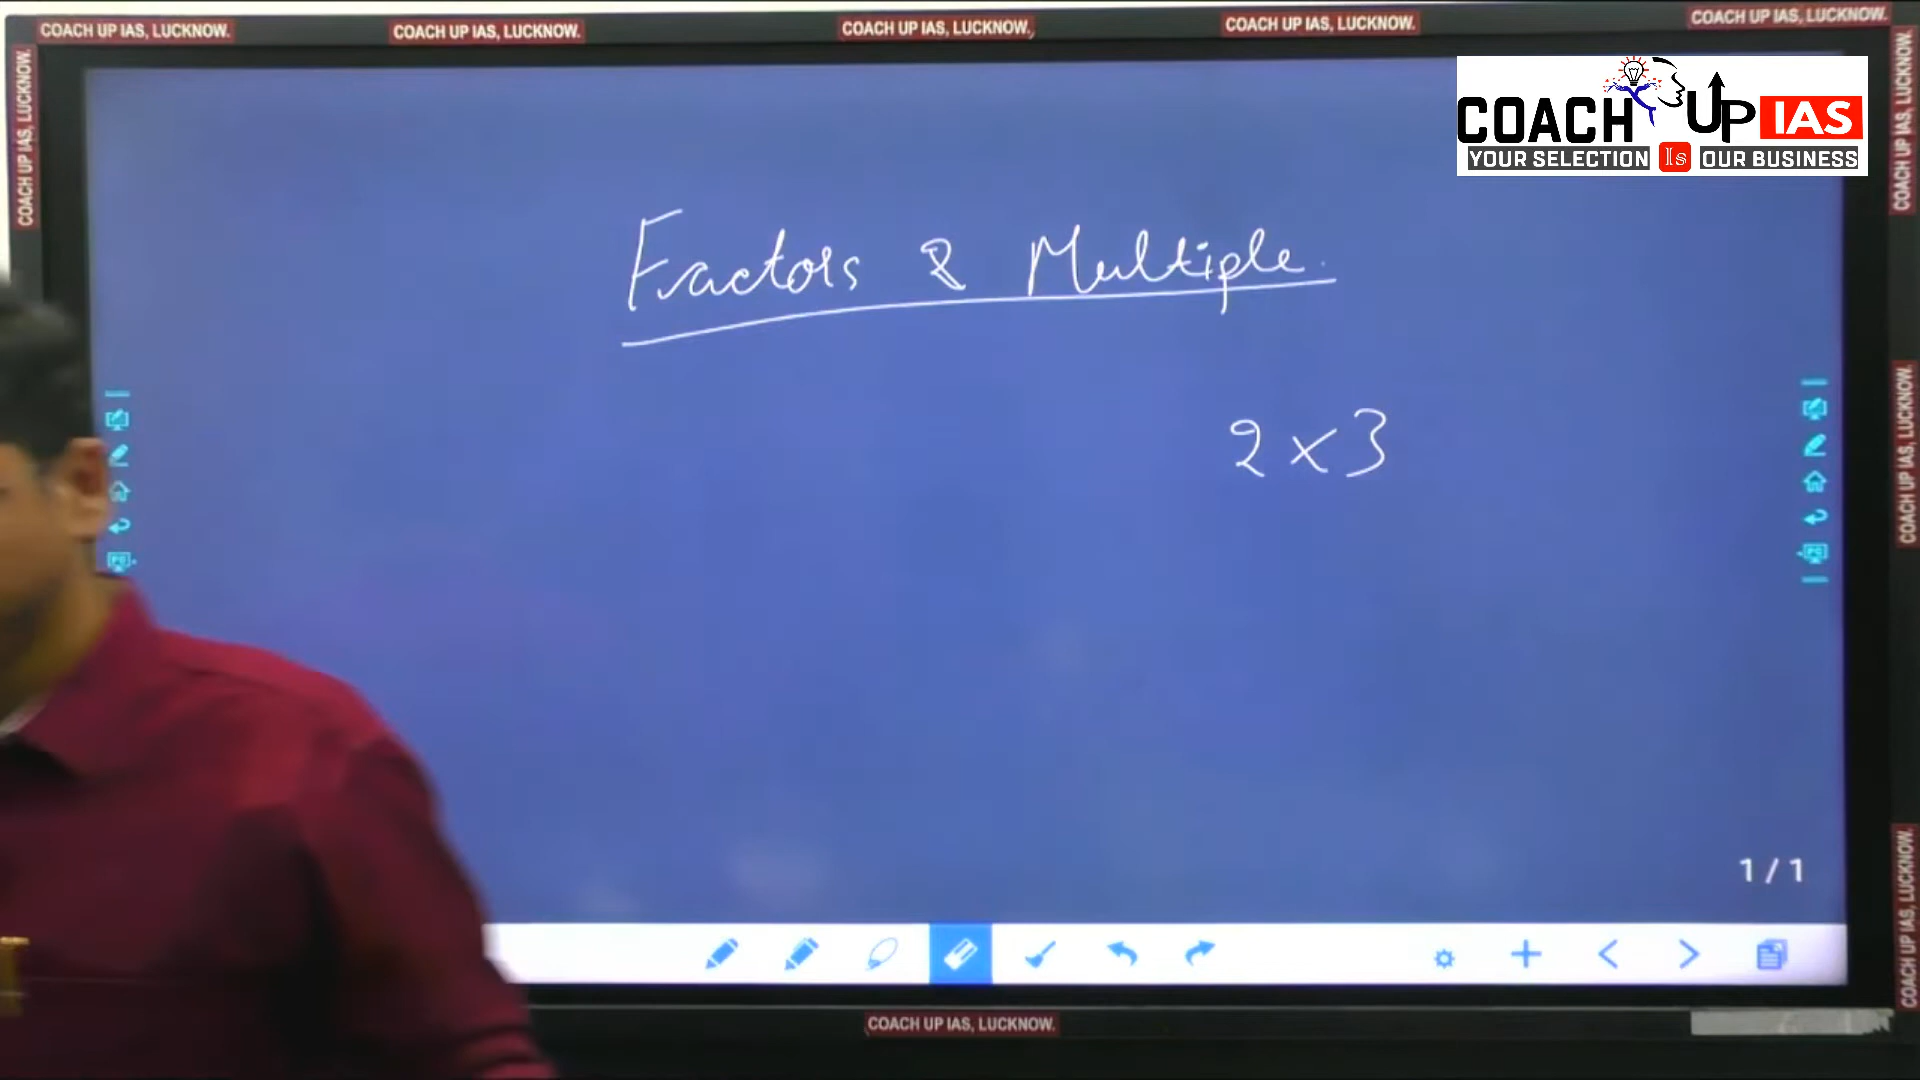 COACH UP IAS, LUCKNOW. COACH UP IAS, LUCKNOW. COACH UP IAS, LUCKNOW. COACH UP IAS, LUCKNOW. COACH UP IAS, LUCKNOW.
COACH UP IAS, LUCKNOW.
COACH UP IAS
YOUR SELECTION Is OUR BUSINESS
COACH UP IAS, LUCKNOW.
Factors & Multiple.
2 x 3
COACH UP IAS, LUCKNOW.
1 / 1
COACH UP IAS, LUCKNOW.
COACH UP IAS, LUCKNOW.